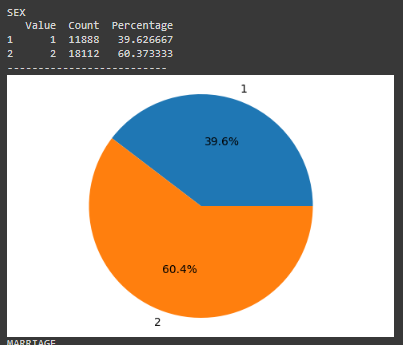 SEX
Value Count Percentage
1 1 11888 39.626667
2 2 18112 60.373333
--------------------------
1
39.6%
60.4%
2
MARRIAGE